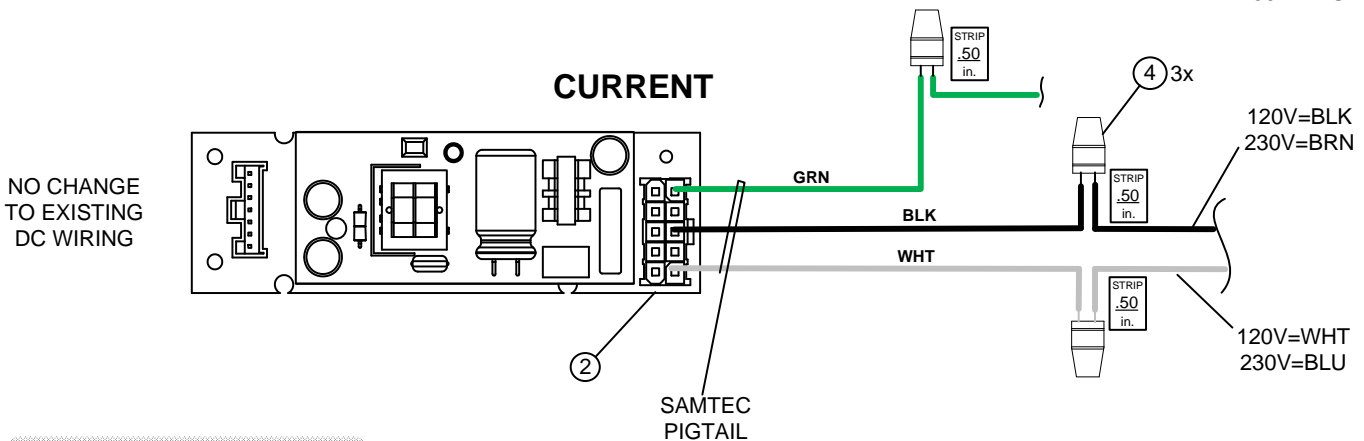 STRIP
.50
in.
CURRENT
4 3x
120V=BLK
230V=BRN
NO CHANGE
TO EXISTING
DC WIRING
GRN
STRIP
.50
in.
BLK
WHT
STRIP
.50
in.
120V=WHT
230V=BLU
2
SAMTEC
PIGTAIL